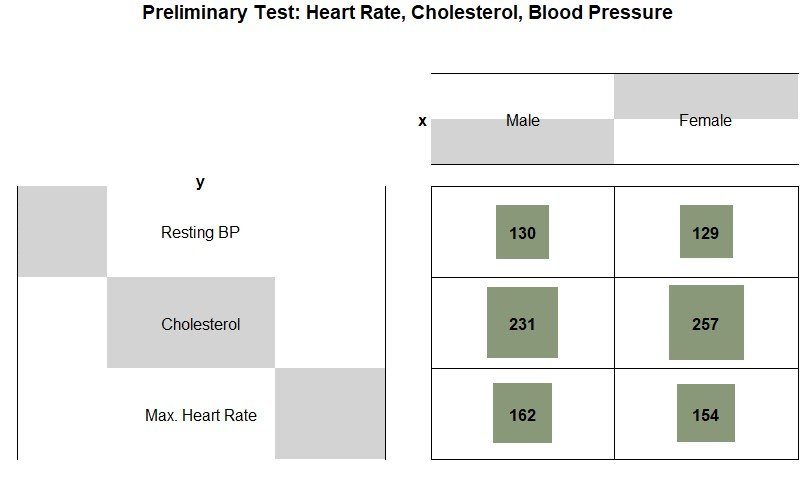 Preliminary Test: Heart Rate, Cholesterol, Blood Pressure
x Male Female
y
Resting BP 130 129
Cholesterol 231 257
Max. Heart Rate 162 154